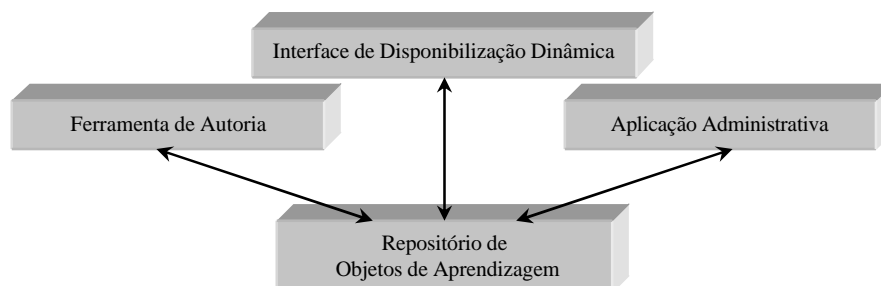 Interface de Disponibilização Dinâmica
Ferramenta de Autoria
Aplicação Administrativa
Repositório de
Objetos de Aprendizagem